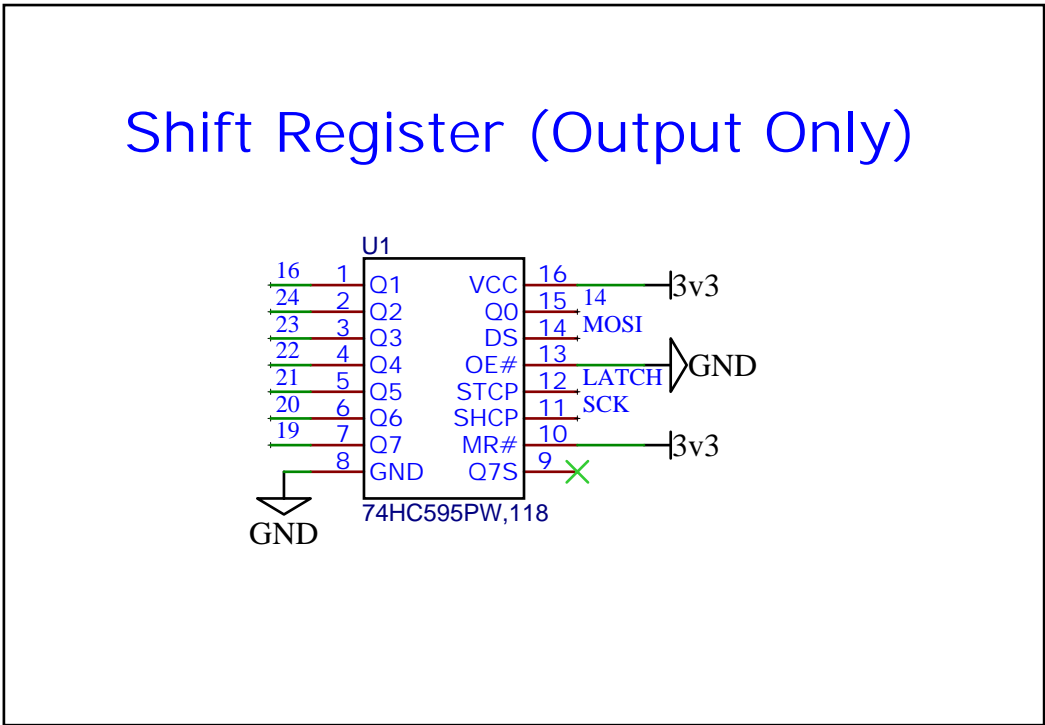 Shift Register (Output Only)
U1
16 1 Q1 VCC 16 3v3
24 2 Q2 Q0 15 14
23 3 Q3 DS 14 MOSI
22 4 Q4 OE# 13 GND
21 5 Q5 STCP 12 LATCH
20 6 Q6 SHCP 11 SCK
19 7 Q7 MR# 10 3v3
8 GND Q7S 9
74HC595PW,118
GND